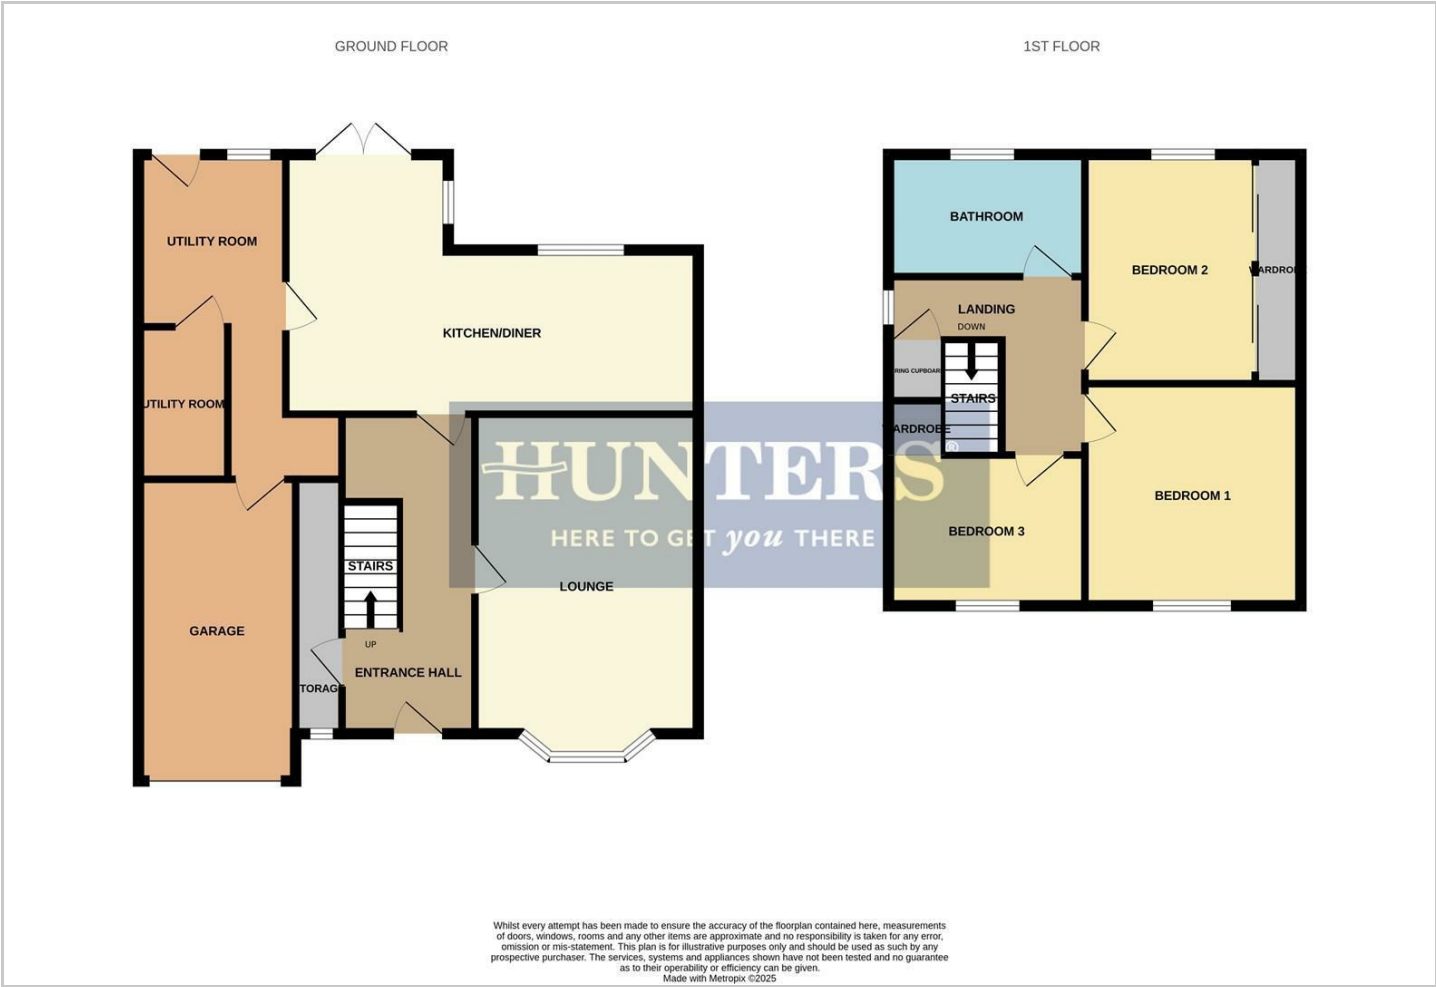 GROUND FLOOR
1ST FLOOR
UTILITY ROOM
KITCHEN/DINER
UTILITY ROOM
STAIRS
LOUNGE
GARAGE
UP
ENTRANCE HALL
TORAG
BATHROOM
BEDROOM 2
WARDROB
LANDING
DOWN
RING CUPBOAR
STAIRS
WARDROBE
BEDROOM 1
BEDROOM 3
HUNTERS®
HERE TO GET you THERE
Whilst every attempt has been made to ensure the accuracy of the floorplan contained here, measurements
of doors, windows, rooms and any other items are approximate and no responsibility is taken for any error,
omission or mis-statement. This plan is for illustrative purposes only and should be used as such by any
prospective purchaser. The services, systems and appliances shown have not been tested and no guarantee
as to their operability or efficiency can be given.
Made with Metropix ©2025